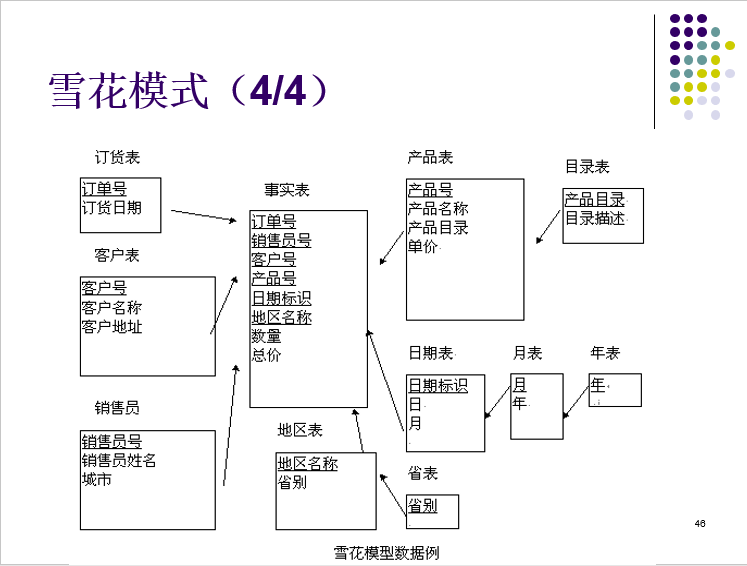 雪花模式（4/4）
订货表
订单号
订货日期
客户表
客户号
客户名称
客户地址
销售员
销售员号
销售员姓名
城市
事实表
订单号
销售员号
客户号
产品号
日期标识
地区名称
数量
总价
地区表
地区名称
省别
产品表
产品号
产品名称
产品目录
单价
目录表
产品目录
目录描述
日期表
日期标识
日
月
月表
月
年
年表
年
省表
省别
46
雪花模型数据例